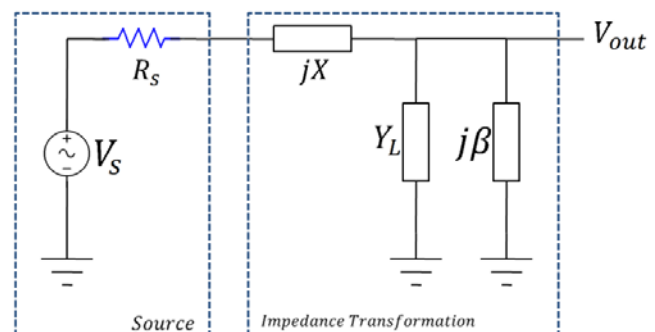 V_out
R_s
jX
+
~
−
V_s
Y_L
jβ
Source
Impedance Transformation